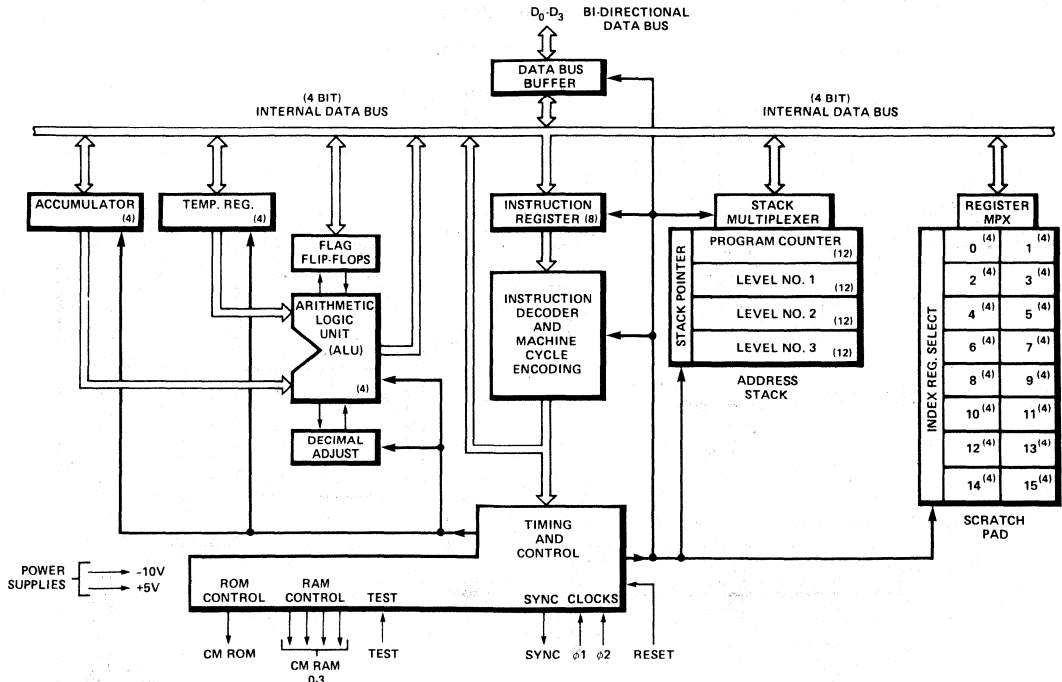 D0-D3 BI-DIRECTIONAL
DATA BUS
DATA BUS
BUFFER
(4 BIT)
INTERNAL DATA BUS
(4 BIT)
INTERNAL DATA BUS
ACCUMULATOR
(4)
TEMP. REG.
(4)
FLAG
FLIP-FLOPS
ARITHMETIC
LOGIC
UNIT
(ALU)
(4)
DECIMAL
ADJUST
INSTRUCTION
REGISTER (8)
INSTRUCTION
DECODER
AND
MACHINE
CYCLE
ENCODING
STACK
MULTIPLEXER
STACK POINTER
PROGRAM COUNTER
(12)
LEVEL NO. 1
(12)
LEVEL NO. 2
(12)
LEVEL NO. 3
(12)
ADDRESS
STACK
REGISTER
MPX
INDEX REG. SELECT
0 (4) 1 (4)
2 (4) 3 (4)
4 (4) 5 (4)
6 (4) 7 (4)
8 (4) 9 (4)
10 (4) 11 (4)
12 (4) 13 (4)
14 (4) 15 (4)
SCRATCH
PAD
TIMING
AND
CONTROL
POWER
SUPPLIES
-10V
+5V
ROM
CONTROL
RAM
CONTROL
TEST
SYNC
CLOCKS
CM ROM
CM RAM
0-3
TEST
SYNC
ϕ1
ϕ2
RESET